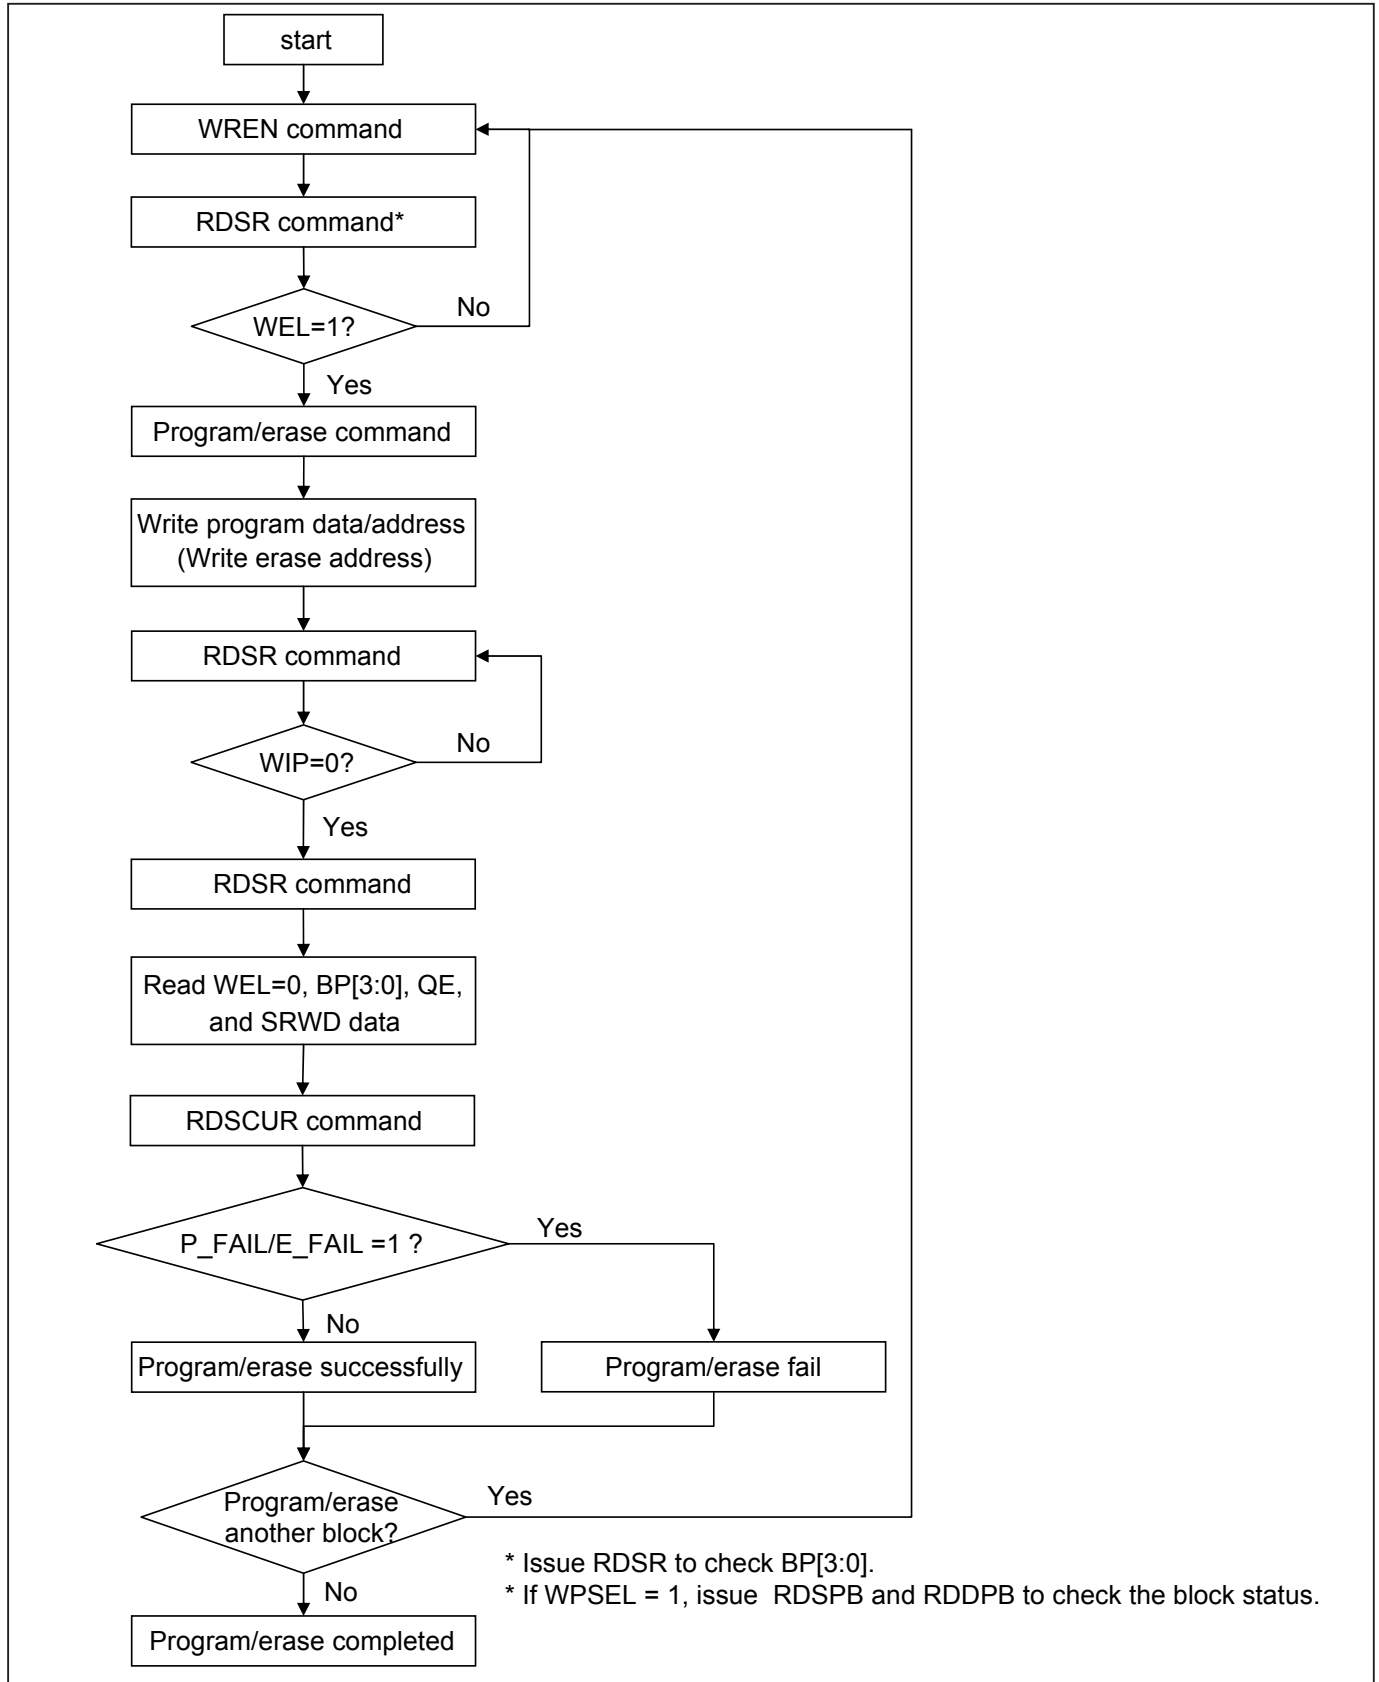 start
WREN command
RDSR command*
WEL=1?
No
Yes
Program/erase command
Write program data/address
(Write erase address)
RDSR command
WIP=0?
No
Yes
RDSR command
Read WEL=0, BP[3:0], QE,
and SRWD data
RDSCUR command
P_FAIL/E_FAIL =1 ?
Yes
No
Program/erase successfully
Program/erase fail
Program/erase
another block?
Yes
* Issue RDSR to check BP[3:0].
* If WPSEL = 1, issue  RDSPB and RDDPB to check the block status.
No
Program/erase completed